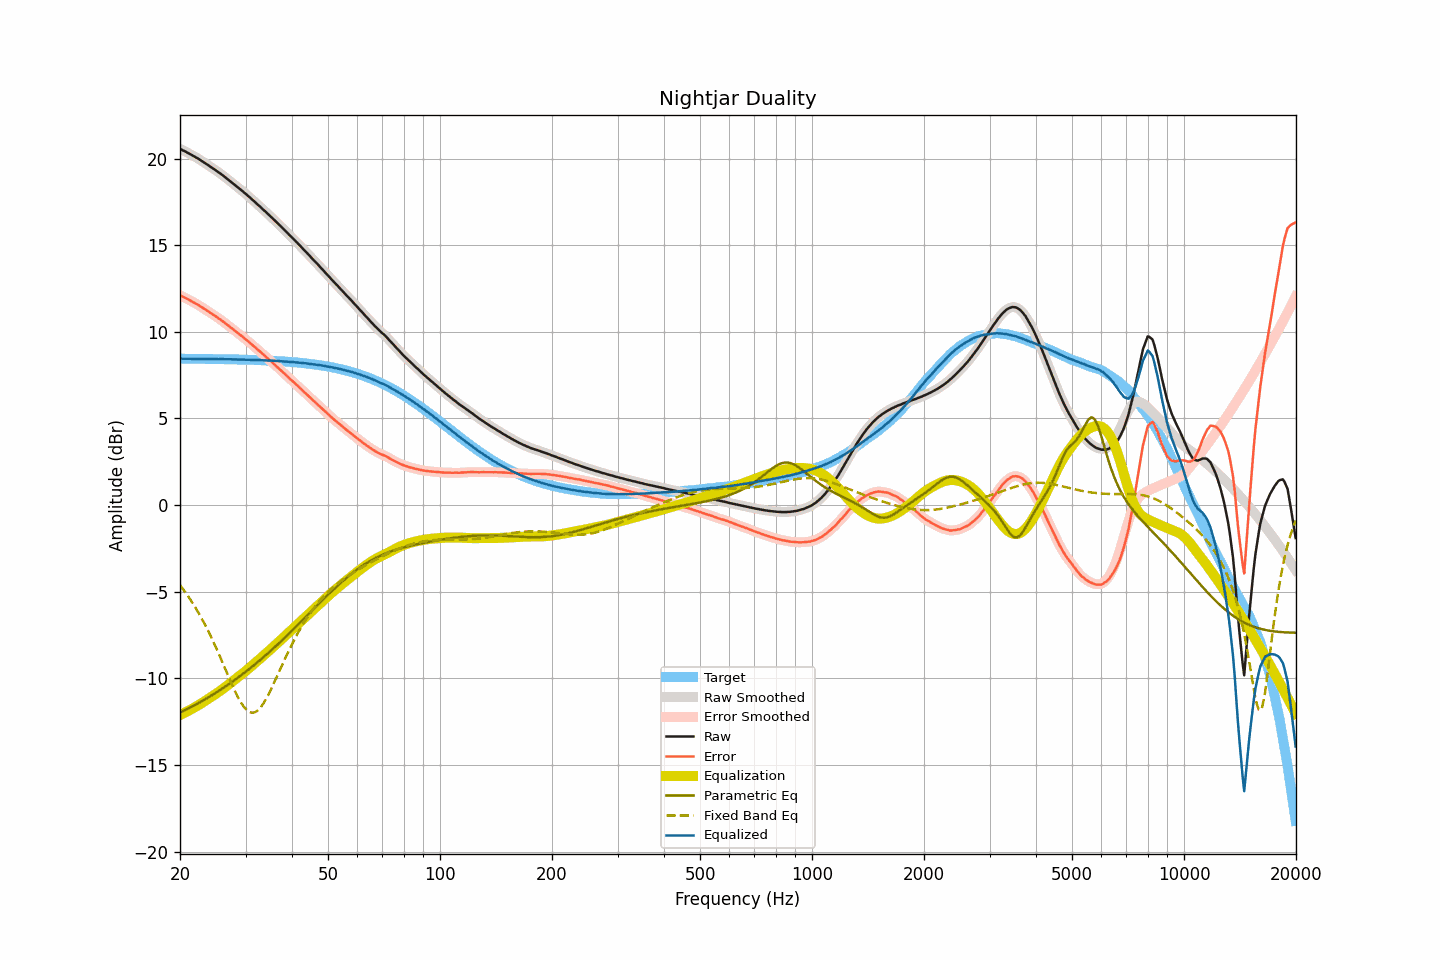 Nightjar Duality
Amplitude (dBr)
20
15
10
5
0
−5
−10
−15
−20
Target
Raw Smoothed
Error Smoothed
Raw
Error
Equalization
Parametric Eq
Fixed Band Eq
Equalized
20 50 100 200 500 1000 2000 5000 10000 20000
Frequency (Hz)